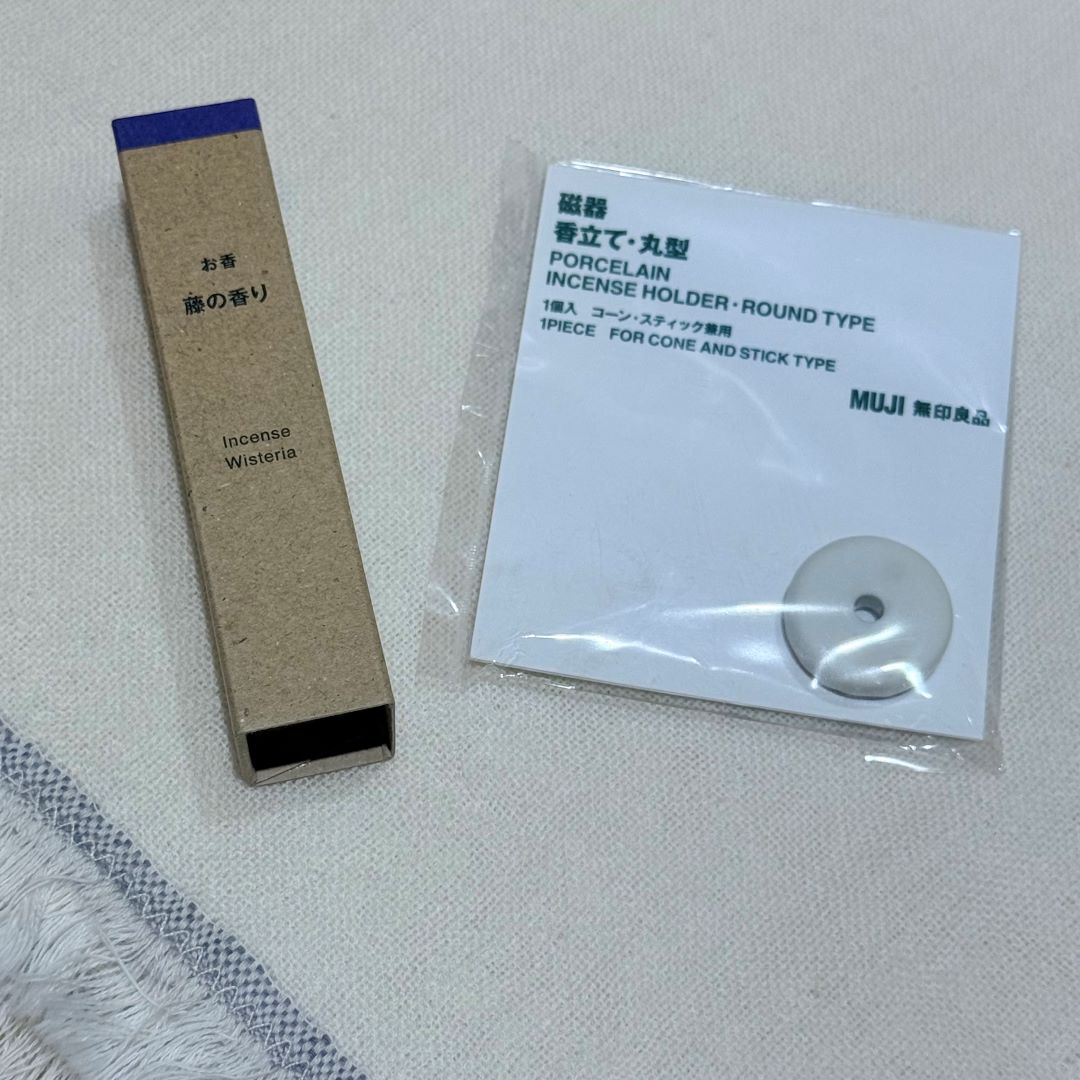 お香
藤の香り
Incense
Wisteria
磁器
香立て・丸型
PORCELAIN
INCENSE HOLDER・ROUND TYPE
1個入　コーン・スティック兼用
1PIECE　FOR CONE AND STICK TYPE
MUJI 無印良品